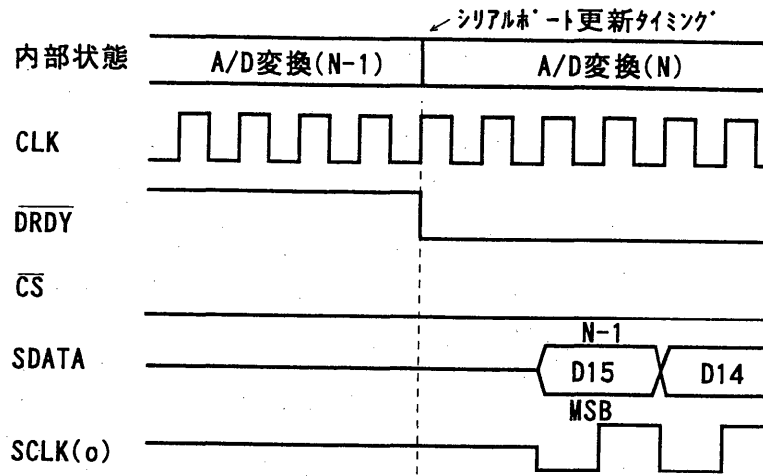 シリアルポート更新タイミング
内部状態 A/D変換(N-1) A/D変換(N)
CLK
DRDY
CS
N-1
SDATA D15 D14
MSB
SCLK(o)